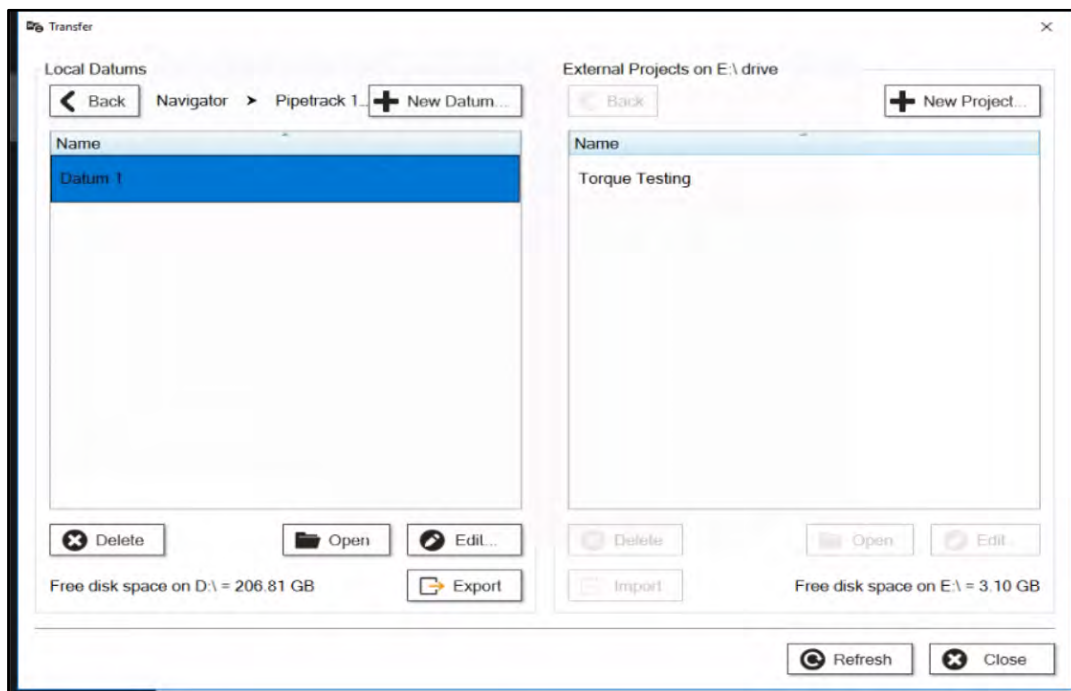 Transfer
Local Datums
Back Navigator > Pipetrack 1... New Datum...
Name
Datum 1
Delete Open Edit...
Free disk space on D:\ = 206.81 GB Export
External Projects on E:\ drive
Back New Project...
Name
Torque Testing
Delete Open Edit...
Import Free disk space on E:\ = 3.10 GB
Refresh Close